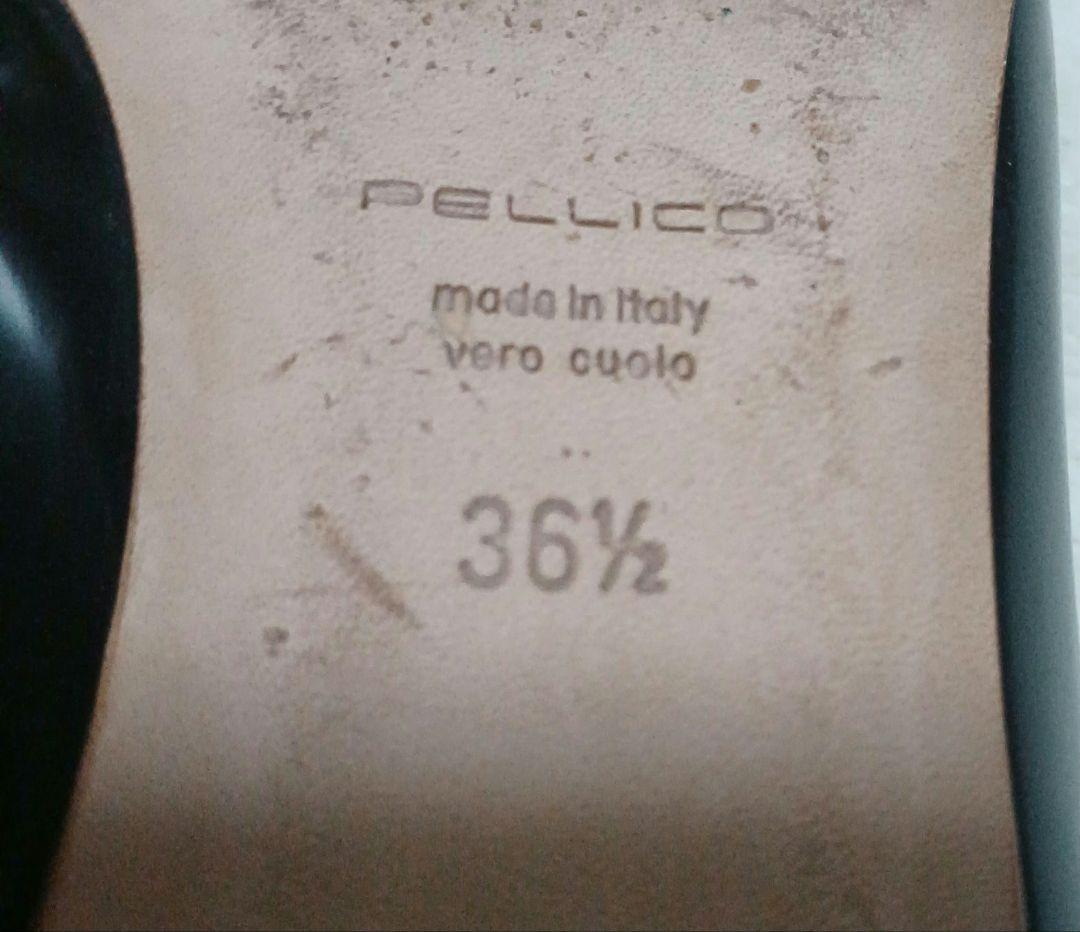 PELLICO
made in Italy
vero cuoio
36½